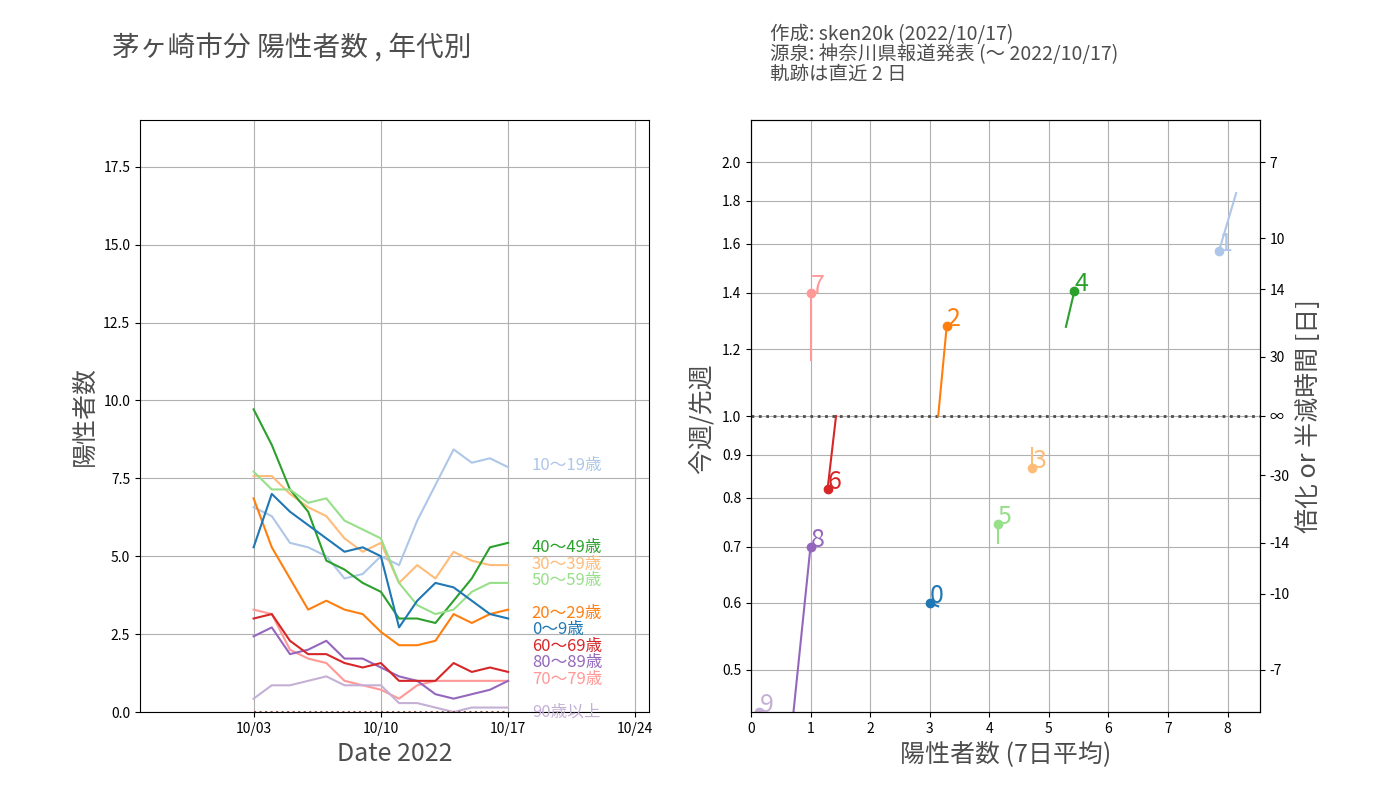 茅ヶ崎市分 陽性者数 , 年代別
作成: sken20k (2022/10/17)
源泉: 神奈川県報道発表 (〜 2022/10/17)
軌跡は直近 2 日
陽性者数
17.5
15.0
12.5
10.0
7.5
5.0
2.5
0.0
10/03
10/10
10/17
10/24
Date 2022
10〜19歳
40〜49歳
30〜39歳
50〜59歳
20〜29歳
0〜9歳
60〜69歳
80〜89歳
70〜79歳
90歳以上
今週/先週
2.0
1.8
1.6
1.4
1.2
1.0
0.9
0.8
0.7
0.6
0.5
0
1
2
3
4
5
6
7
8
陽性者数 (7日平均)
1
7
4
2
3
6
5
8
0
9
7
10
14
30
∞
-30
-14
-10
-7
倍化 or 半減時間 [日]